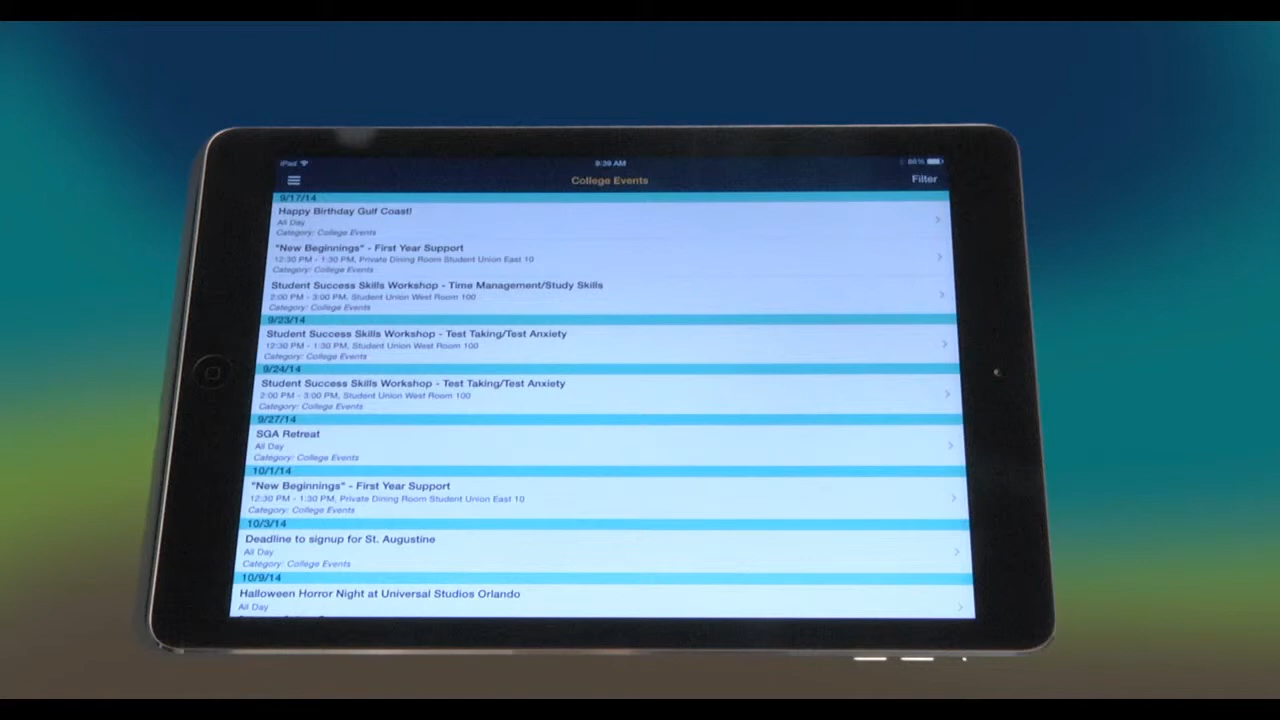 iPad
9:39 AM
86%
College Events
Filter
9/17/14
Happy Birthday Gulf Coast!
All Day
Category: College Events
"New Beginnings" - First Year Support
12:30 PM - 1:30 PM, Private Dining Room Student Union East 10
Category: College Events
Student Success Skills Workshop - Time Management/Study Skills
2:00 PM - 3:00 PM, Student Union West Room 100
Category: College Events
9/23/14
Student Success Skills Workshop - Test Taking/Test Anxiety
12:30 PM - 1:30 PM, Student Union West Room 100
Category: College Events
9/24/14
Student Success Skills Workshop - Test Taking/Test Anxiety
2:00 PM - 3:00 PM, Student Union West Room 100
Category: College Events
9/27/14
SGA Retreat
All Day
Category: College Events
10/1/14
"New Beginnings" - First Year Support
12:30 PM - 1:30 PM, Private Dining Room Student Union East 10
Category: College Events
10/3/14
Deadline to signup for St. Augustine
All Day
Category: College Events
10/9/14
Halloween Horror Night at Universal Studios Orlando
All Day